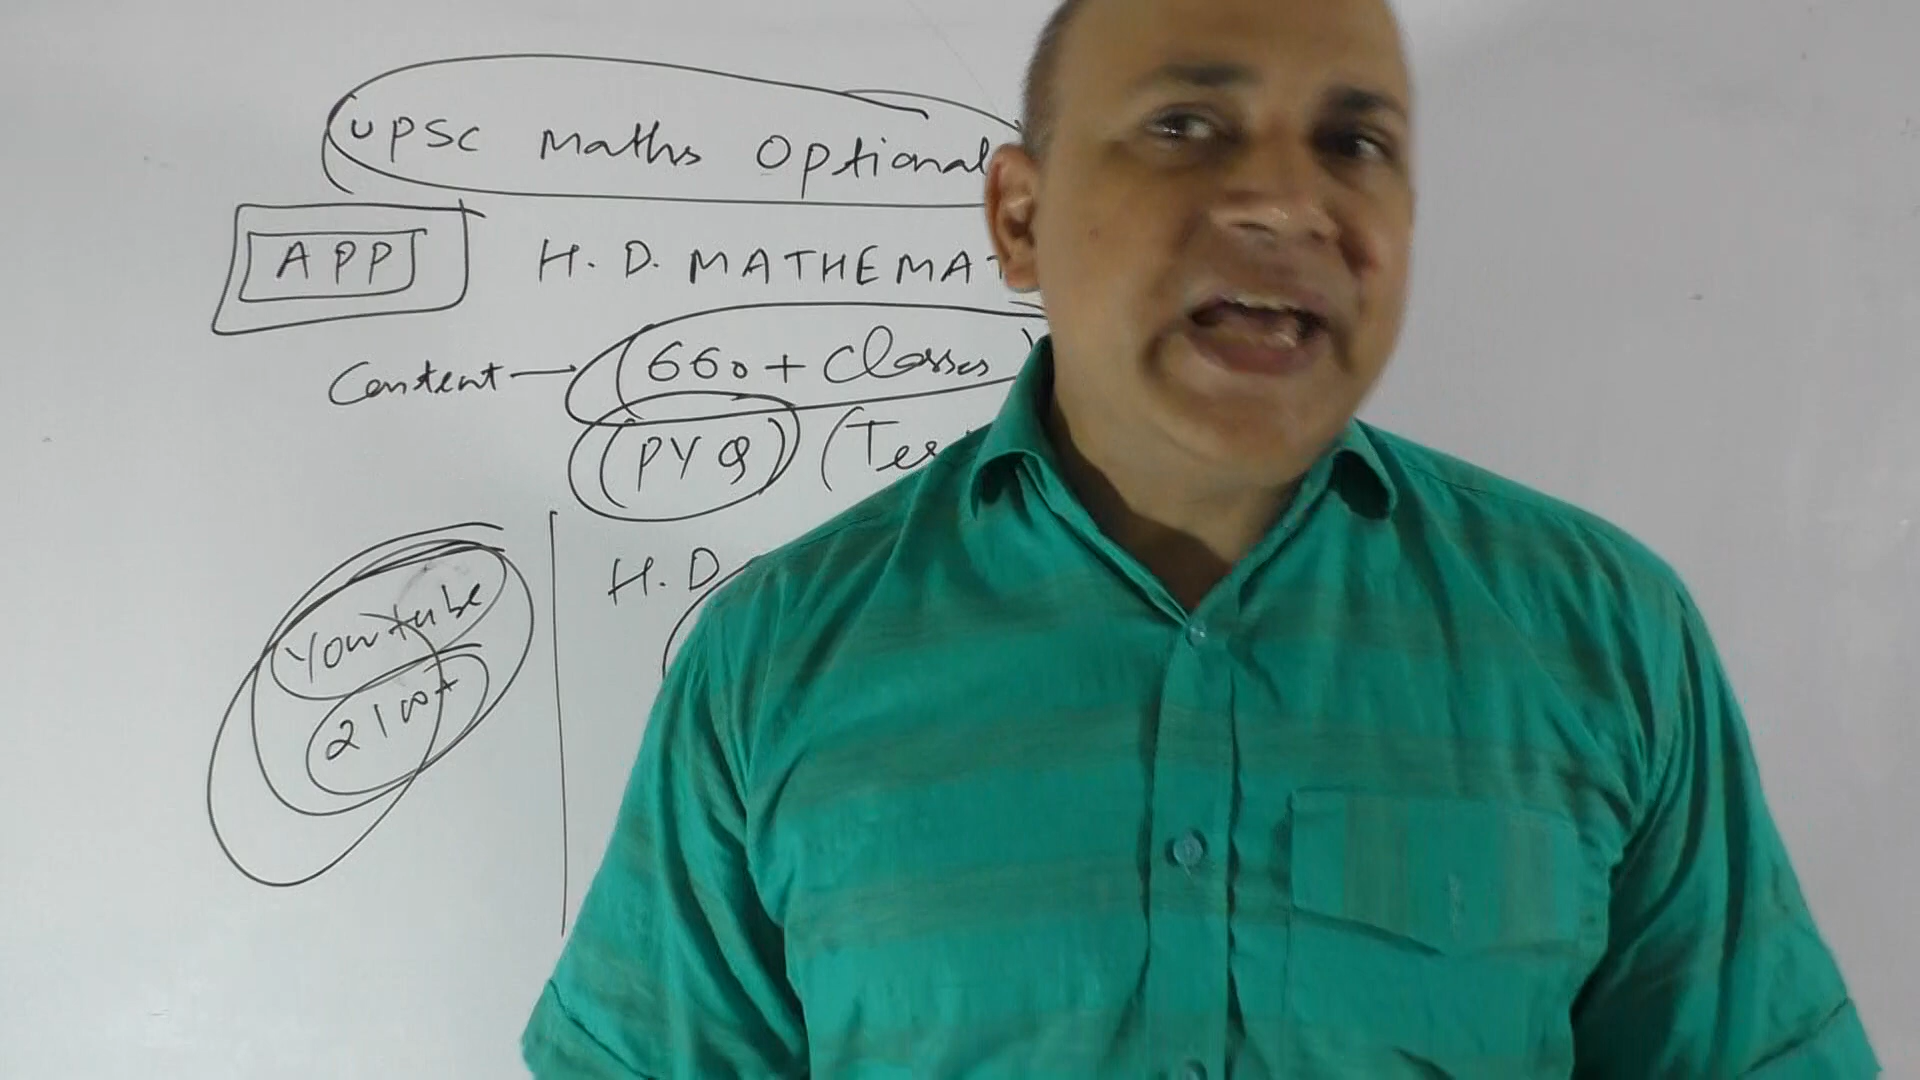 UPSC Maths Optional
APP H. D. MATHEMAT
Content → (660+ Classes)
(PYQ) (Tes
H. D
YouTube
2100+